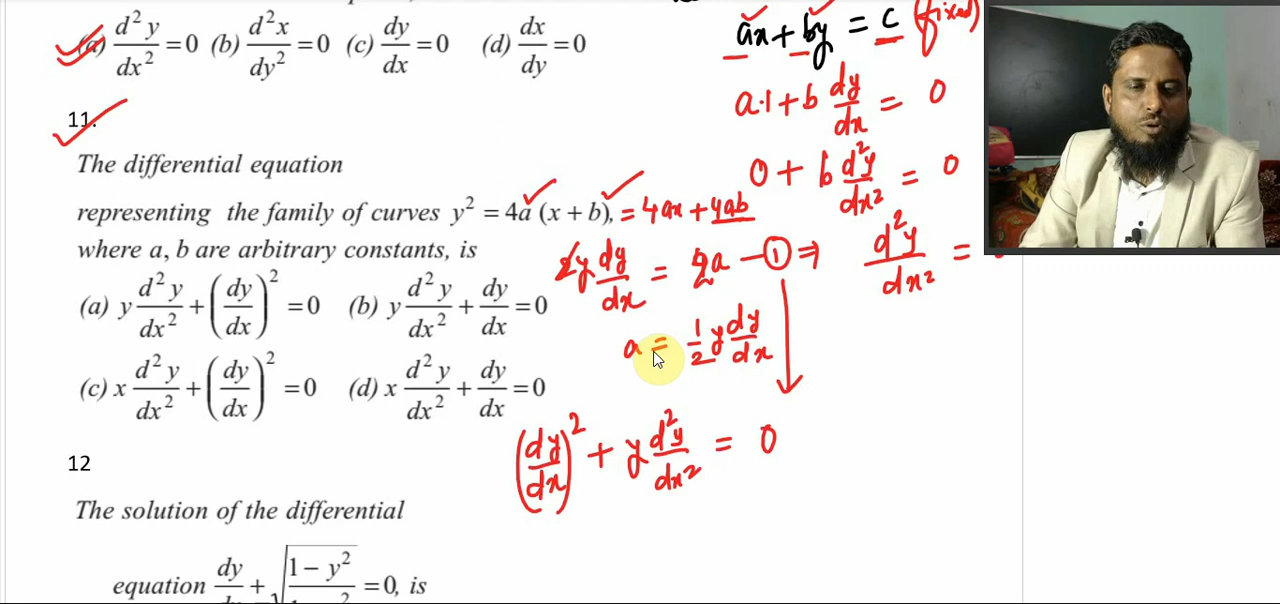 (a) d²y/dx² = 0 (b) d²x/dy² = 0 (c) dy/dx = 0 (d) dx/dy = 0
ax + by = c (fixed)
a·1 + b dy/dx = 0
0 + b d²y/dx² = 0
⇒ d²y/dx² =
11.
The differential equation
representing the family of curves y² = 4a (x + b), = 4ax + 4ab
where a, b are arbitrary constants, is
2y dy/dx = 2a — ①
(a) y d²y/dx² + (dy/dx)² = 0 (b) y d²y/dx² + dy/dx = 0
a = 1/2 y dy/dx
(c) x d²y/dx² + (dy/dx)² = 0 (d) x d²y/dx² + dy/dx = 0
(dy/dx)² + y d²y/dx² = 0
12
The solution of the differential
equation dy/ + √1 − y²/ = 0, is